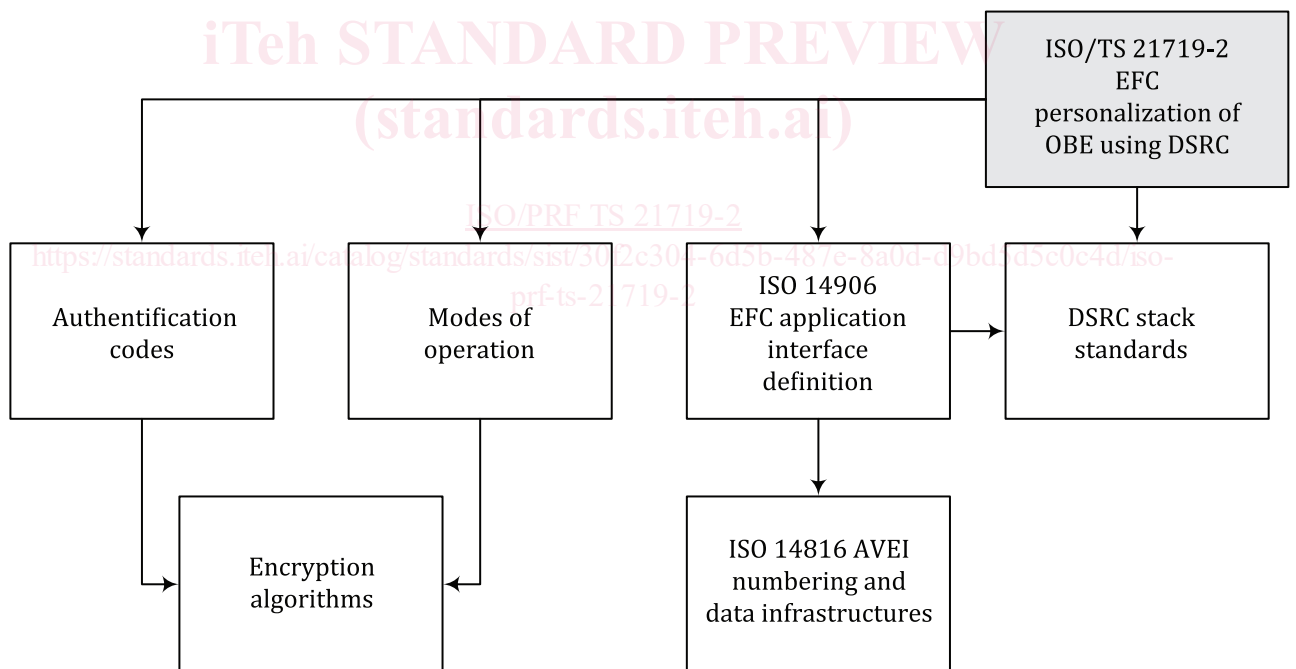 iTeh STANDARD PREVIEW
(standards.iteh.ai)
ISO/TS 21719-2
EFC
personalization of
OBE using DSRC
ISO/PRF TS 21719-2
https://standards.iteh.ai/catalog/standards/sist/30f2c304-6d5b-487e-8a0d-d9bd5d5c0c4d/iso-
prf-ts-21719-2
Authentification
codes
Modes of
operation
ISO 14906
EFC application
interface
definition
DSRC stack
standards
Encryption
algorithms
ISO 14816 AVEI
numbering and
data infrastructures